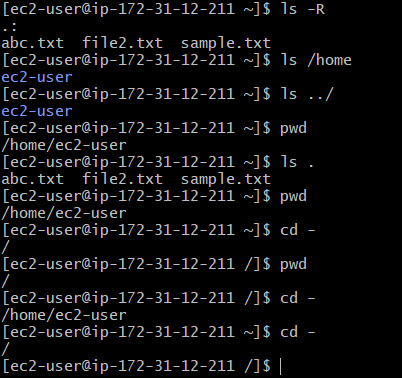 [ec2-user@ip-172-31-12-211 ~]$ ls -R
.:
abc.txt  file2.txt  sample.txt
[ec2-user@ip-172-31-12-211 ~]$ ls /home
ec2-user
[ec2-user@ip-172-31-12-211 ~]$ ls ../
ec2-user
[ec2-user@ip-172-31-12-211 ~]$ pwd
/home/ec2-user
[ec2-user@ip-172-31-12-211 ~]$ ls .
abc.txt  file2.txt  sample.txt
[ec2-user@ip-172-31-12-211 ~]$ pwd
/home/ec2-user
[ec2-user@ip-172-31-12-211 ~]$ cd -
/
[ec2-user@ip-172-31-12-211 /]$ pwd
/
[ec2-user@ip-172-31-12-211 /]$ cd -
/home/ec2-user
[ec2-user@ip-172-31-12-211 ~]$ cd -
/
[ec2-user@ip-172-31-12-211 /]$